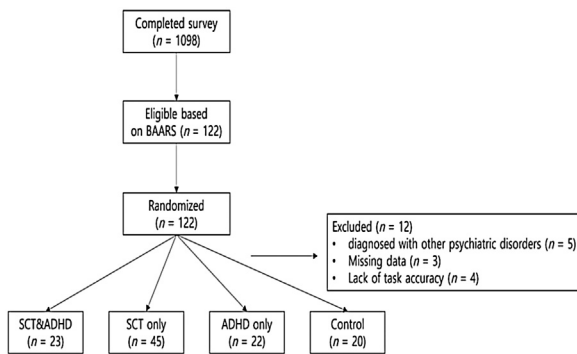 Completed survey
(n = 1098)
Eligible based
on BAARS (n = 122)
Randomized
(n = 122)
Excluded (n = 12)
• diagnosed with other psychiatric disorders (n = 5)
• Missing data (n = 3)
• Lack of task accuracy (n = 4)
SCT&ADHD
(n = 23)
SCT only
(n = 45)
ADHD only
(n = 22)
Control
(n = 20)